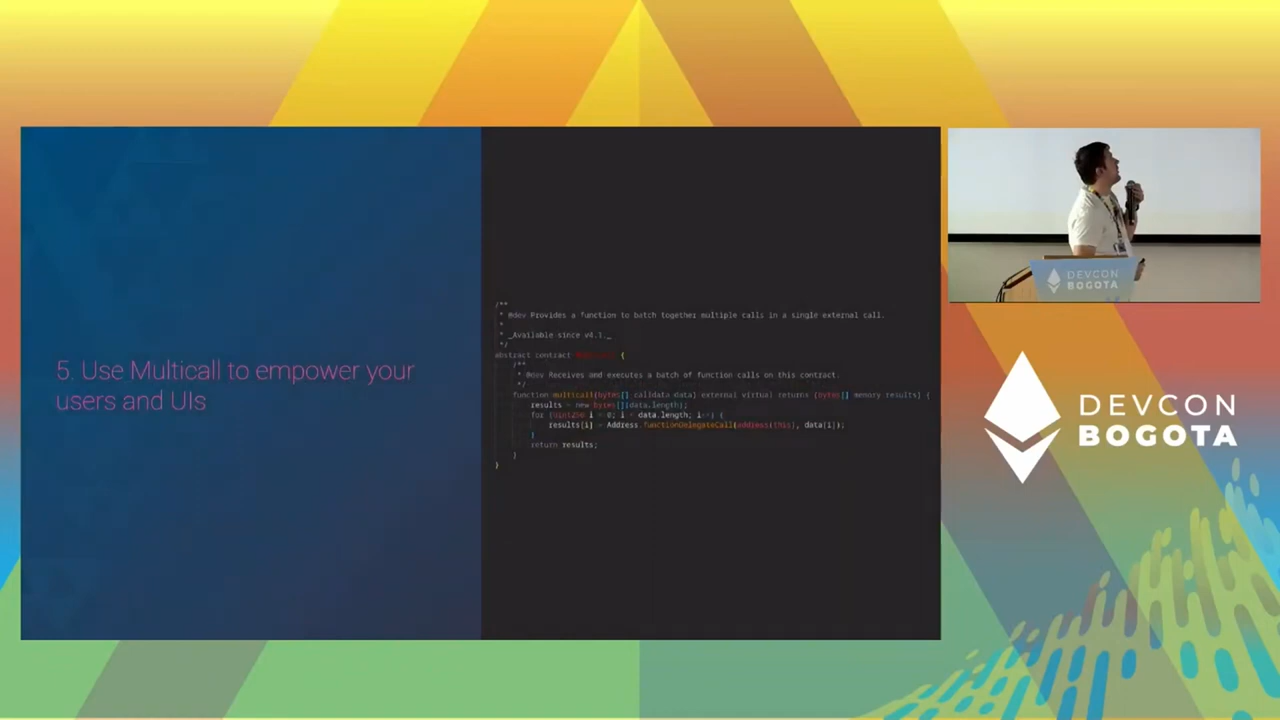 5. Use Multicall to empower your
users and UIs
/**
* @dev Provides a function to batch together multiple calls in a single external call.
*
* _Available since v4.1._
*/
abstract contract {
/**
* @dev Receives and executes a batch of function calls on this contract.
*/
function multicall(bytes[] calldata data) external virtual returns (bytes[] memory results) {
results = new bytes[](data.length);
for (uint256 i = 0; i < data.length; i++) {
results[i] = Address.functionDelegateCall(address(this), data[i]);
}
return results;
}
}
DEVCON
BOGOTA
DEVCON
BOGOTA